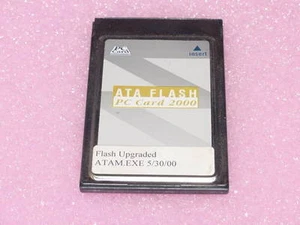 insert
ATA FLASH
PC Card 2000
Flash Upgraded
ATAM.EXE 5/30/00